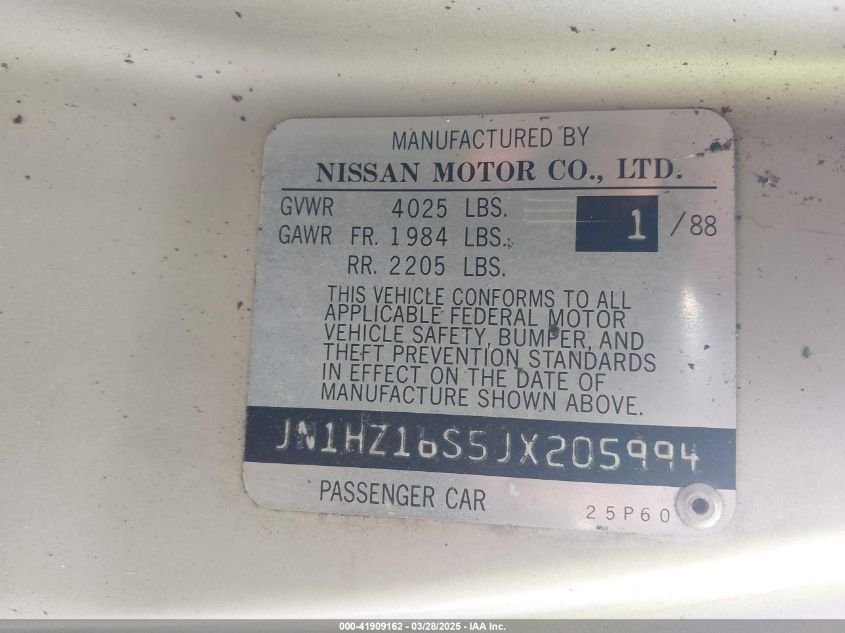 MANUFACTURED BY
NISSAN MOTOR CO., LTD.
GVWR 4025 LBS. 1 /88
GAWR FR. 1984 LBS.
RR. 2205 LBS.
THIS VEHICLE CONFORMS TO ALL
APPLICABLE FEDERAL MOTOR
VEHICLE SAFETY, BUMPER, AND
THEFT PREVENTION STANDARDS
IN EFFECT ON THE DATE OF
MANUFACTURE SHOWN ABOVE.
JN1HZ16S5JX205994
PASSENGER CAR
25P60
000-41909162 - 03/28/2025 - IAA Inc.